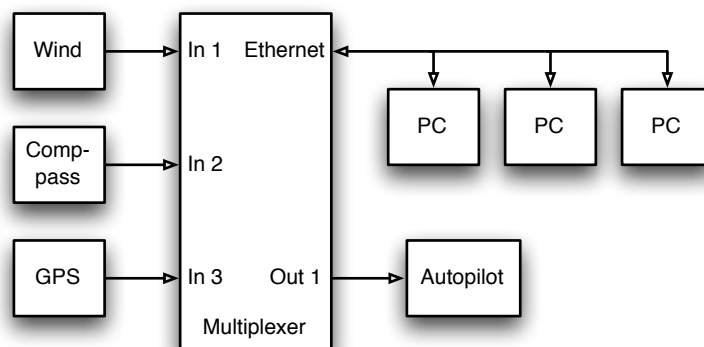 Wind
In 1 Ethernet
PC PC PC
Comp-
pass
In 2
GPS
In 3 Out 1
Autopilot
Multiplexer